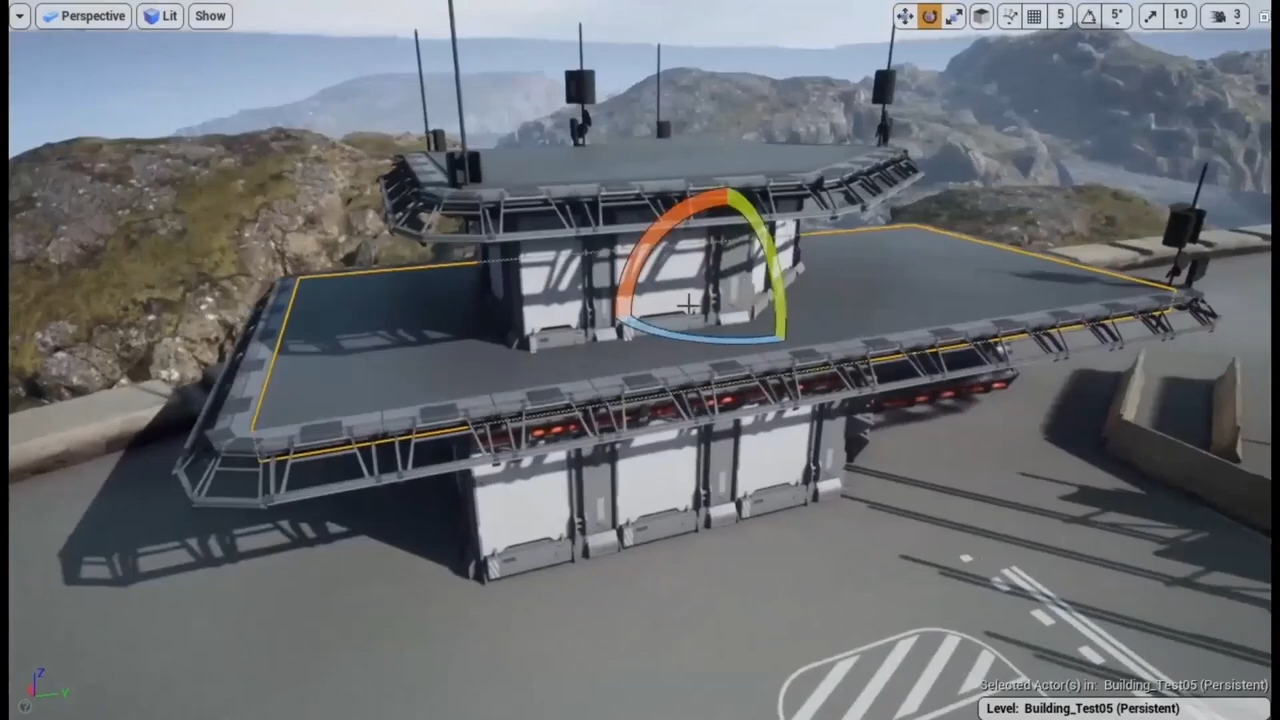 Perspective
Lit
Show
5
5°
10
3
Z
Y
Selected Actor(s) in: Building_Test05 (Persistent)
Level: Building_Test05 (Persistent)